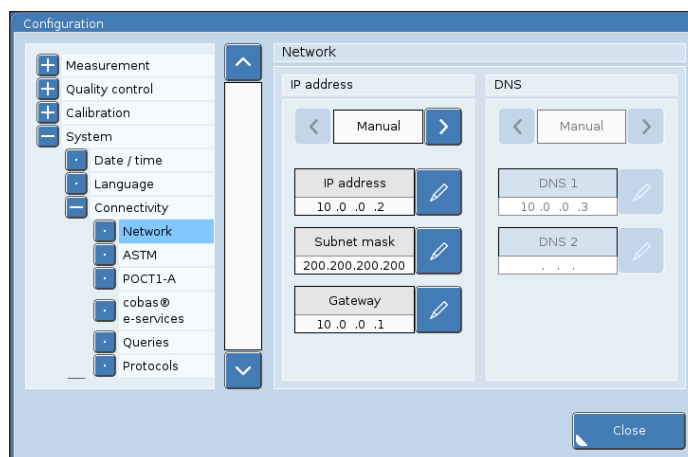 Configuration
Measurement
Quality control
Calibration
System
Date / time
Language
Connectivity
Network
ASTM
POCT1-A
cobas®
e-services
Queries
Protocols
Network
IP address
Manual
IP address
10 .0 .0 .2
Subnet mask
200.200.200.200
Gateway
10 .0 .0 .1
DNS
Manual
DNS 1
10 .0 .0 .3
DNS 2
. . .
Close